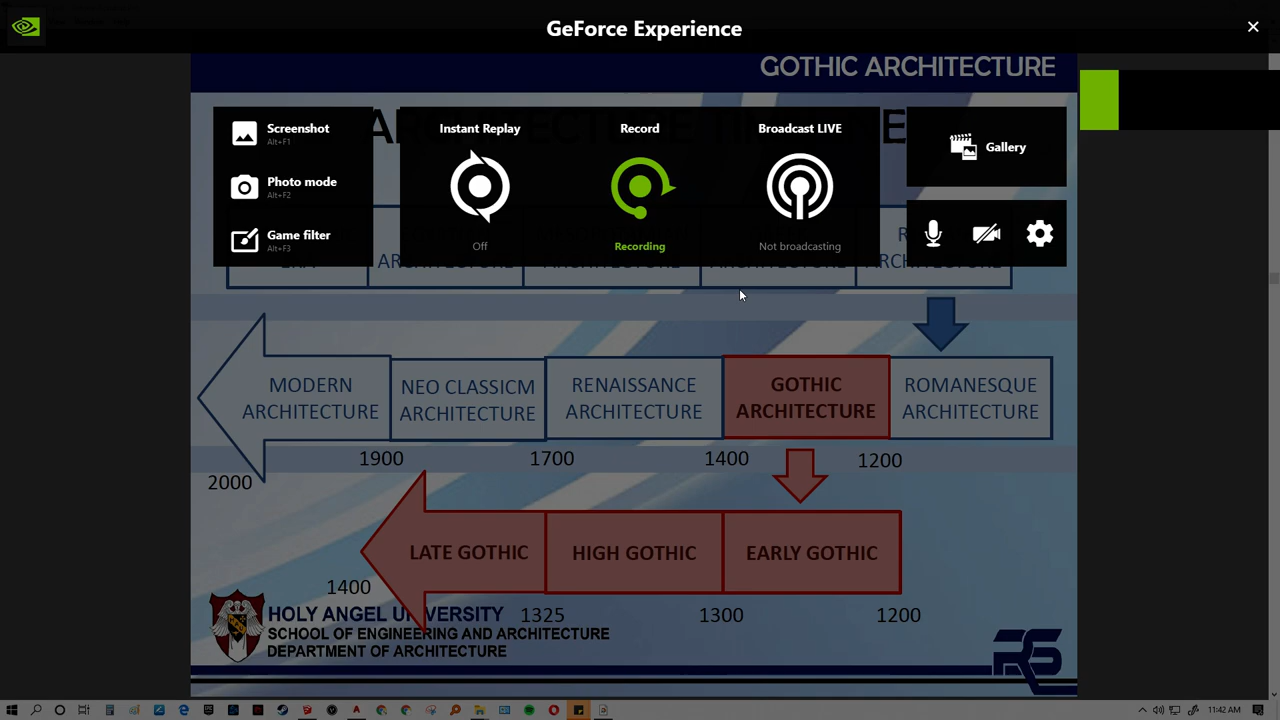 GeForce Experience
GOTHIC ARCHITECTURE
Screenshot
Alt+F1
Photo mode
Alt+F2
Game filter
Alt+F3
Instant Replay
Off
Record
Recording
Broadcast LIVE
Not broadcasting
Gallery
ARCHITECTURE
ARCHITECTURE
MODERN
ARCHITECTURE
NEO CLASSICM
ARCHITECTURE
RENAISSANCE
ARCHITECTURE
GOTHIC
ARCHITECTURE
ROMANESQUE
ARCHITECTURE
2000
1900
1700
1400
1200
LATE GOTHIC
HIGH GOTHIC
EARLY GOTHIC
1400
1325
1300
1200
HOLY ANGEL UNIVERSITY
SCHOOL OF ENGINEERING AND ARCHITECTURE
DEPARTMENT OF ARCHITECTURE
RS
11:42 AM